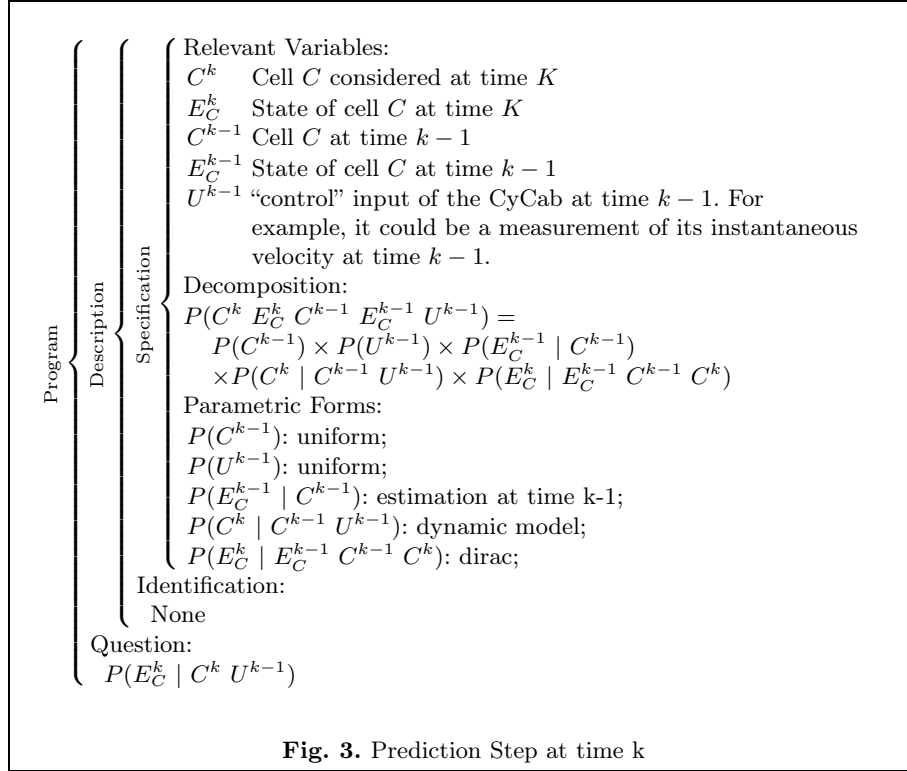 Relevant Variables:
C^k Cell C considered at time K
E_C^k State of cell C at time K
C^{k−1} Cell C at time k − 1
E_C^{k−1} State of cell C at time k − 1
U^{k−1} “control” input of the CyCab at time k − 1. For
example, it could be a measurement of its instantaneous
velocity at time k − 1.
Decomposition:
P(C^k E_C^k C^{k−1} E_C^{k−1} U^{k−1}) =
P(C^{k−1}) × P(U^{k−1}) × P(E_C^{k−1} | C^{k−1})
×P(C^k | C^{k−1} U^{k−1}) × P(E_C^k | E_C^{k−1} C^{k−1} C^k)
Parametric Forms:
P(C^{k−1}): uniform;
P(U^{k−1}): uniform;
P(E_C^{k−1} | C^{k−1}): estimation at time k-1;
P(C^k | C^{k−1} U^{k−1}): dynamic model;
P(E_C^k | E_C^{k−1} C^{k−1} C^k): dirac;
Specification
Identification:
None
Description
Question:
P(E_C^k | C^k U^{k−1})
Program
Fig. 3. Prediction Step at time k